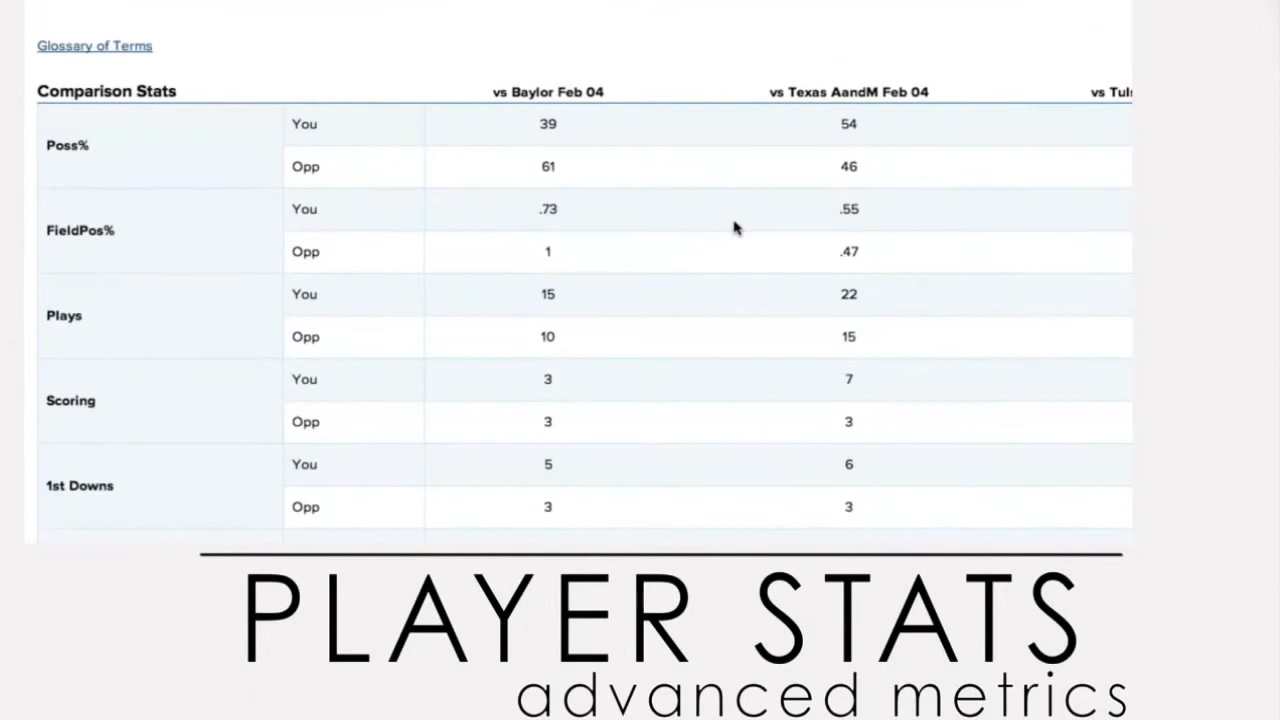 Glossary of Terms
Comparison Stats vs Baylor Feb 04 vs Texas AandM Feb 04 vs
Poss% You 39 54
Opp 61 46
FieldPos% You .73 .55
Opp 1 .47
Plays You 15 22
Opp 10 15
Scoring You 3 7
Opp 3 3
1st Downs You 5 6
Opp 3 3
PLAYER STATS
advanced metrics